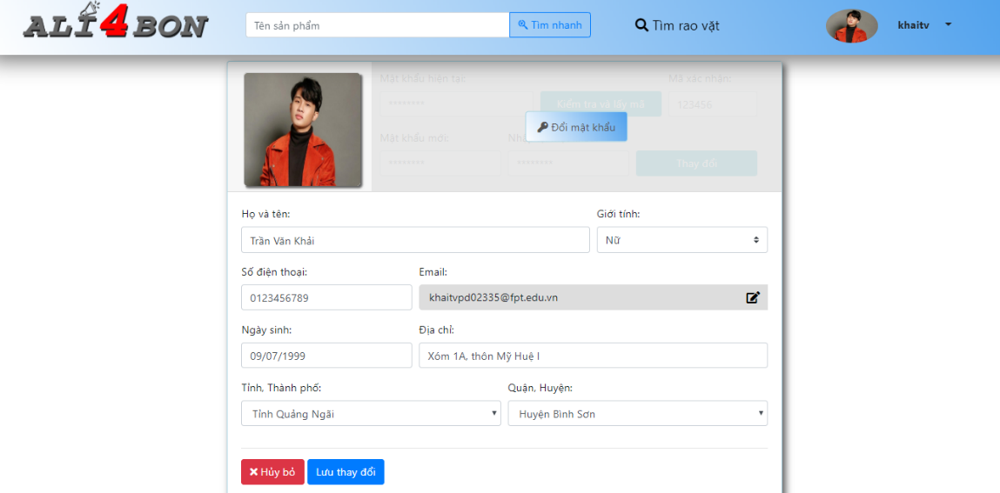 ALI 4 BON
Tên sản phẩm
Tìm nhanh
Tìm rao vặt
khaitv
Mật khẩu hiện tại:
Mã xác nhận:
********
Kiểm tra và lấy mã
123456
Đổi mật khẩu
Mật khẩu mới:
Nhậ
********
********
Thay đổi
Họ và tên:
Giới tính:
Trần Văn Khải
Nữ
Số điện thoại:
Email:
0123456789
khaitvpd02335@fpt.edu.vn
Ngày sinh:
Địa chỉ:
09/07/1999
Xóm 1A, thôn Mỹ Huệ I
Tỉnh, Thành phố:
Quận, Huyện:
Tỉnh Quảng Ngãi
Huyện Bình Sơn
Hủy bỏ
Lưu thay đổi